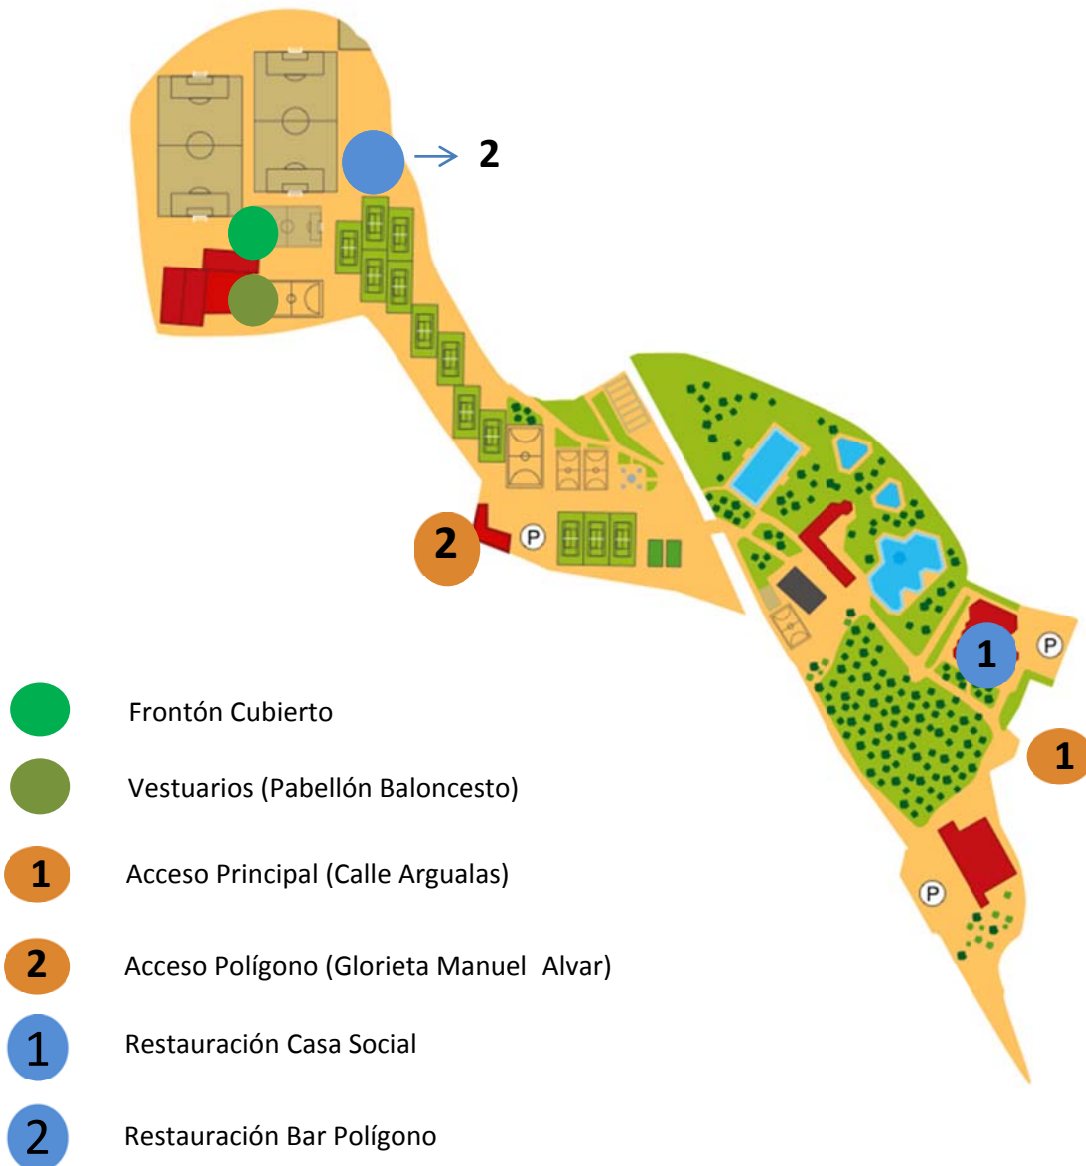 2
2
P
1
P
1
P
Frontón Cubierto
Vestuarios (Pabellón Baloncesto)
1 Acceso Principal (Calle Argualas)
2 Acceso Polígono (Glorieta Manuel Alvar)
1 Restauración Casa Social
2 Restauración Bar Polígono